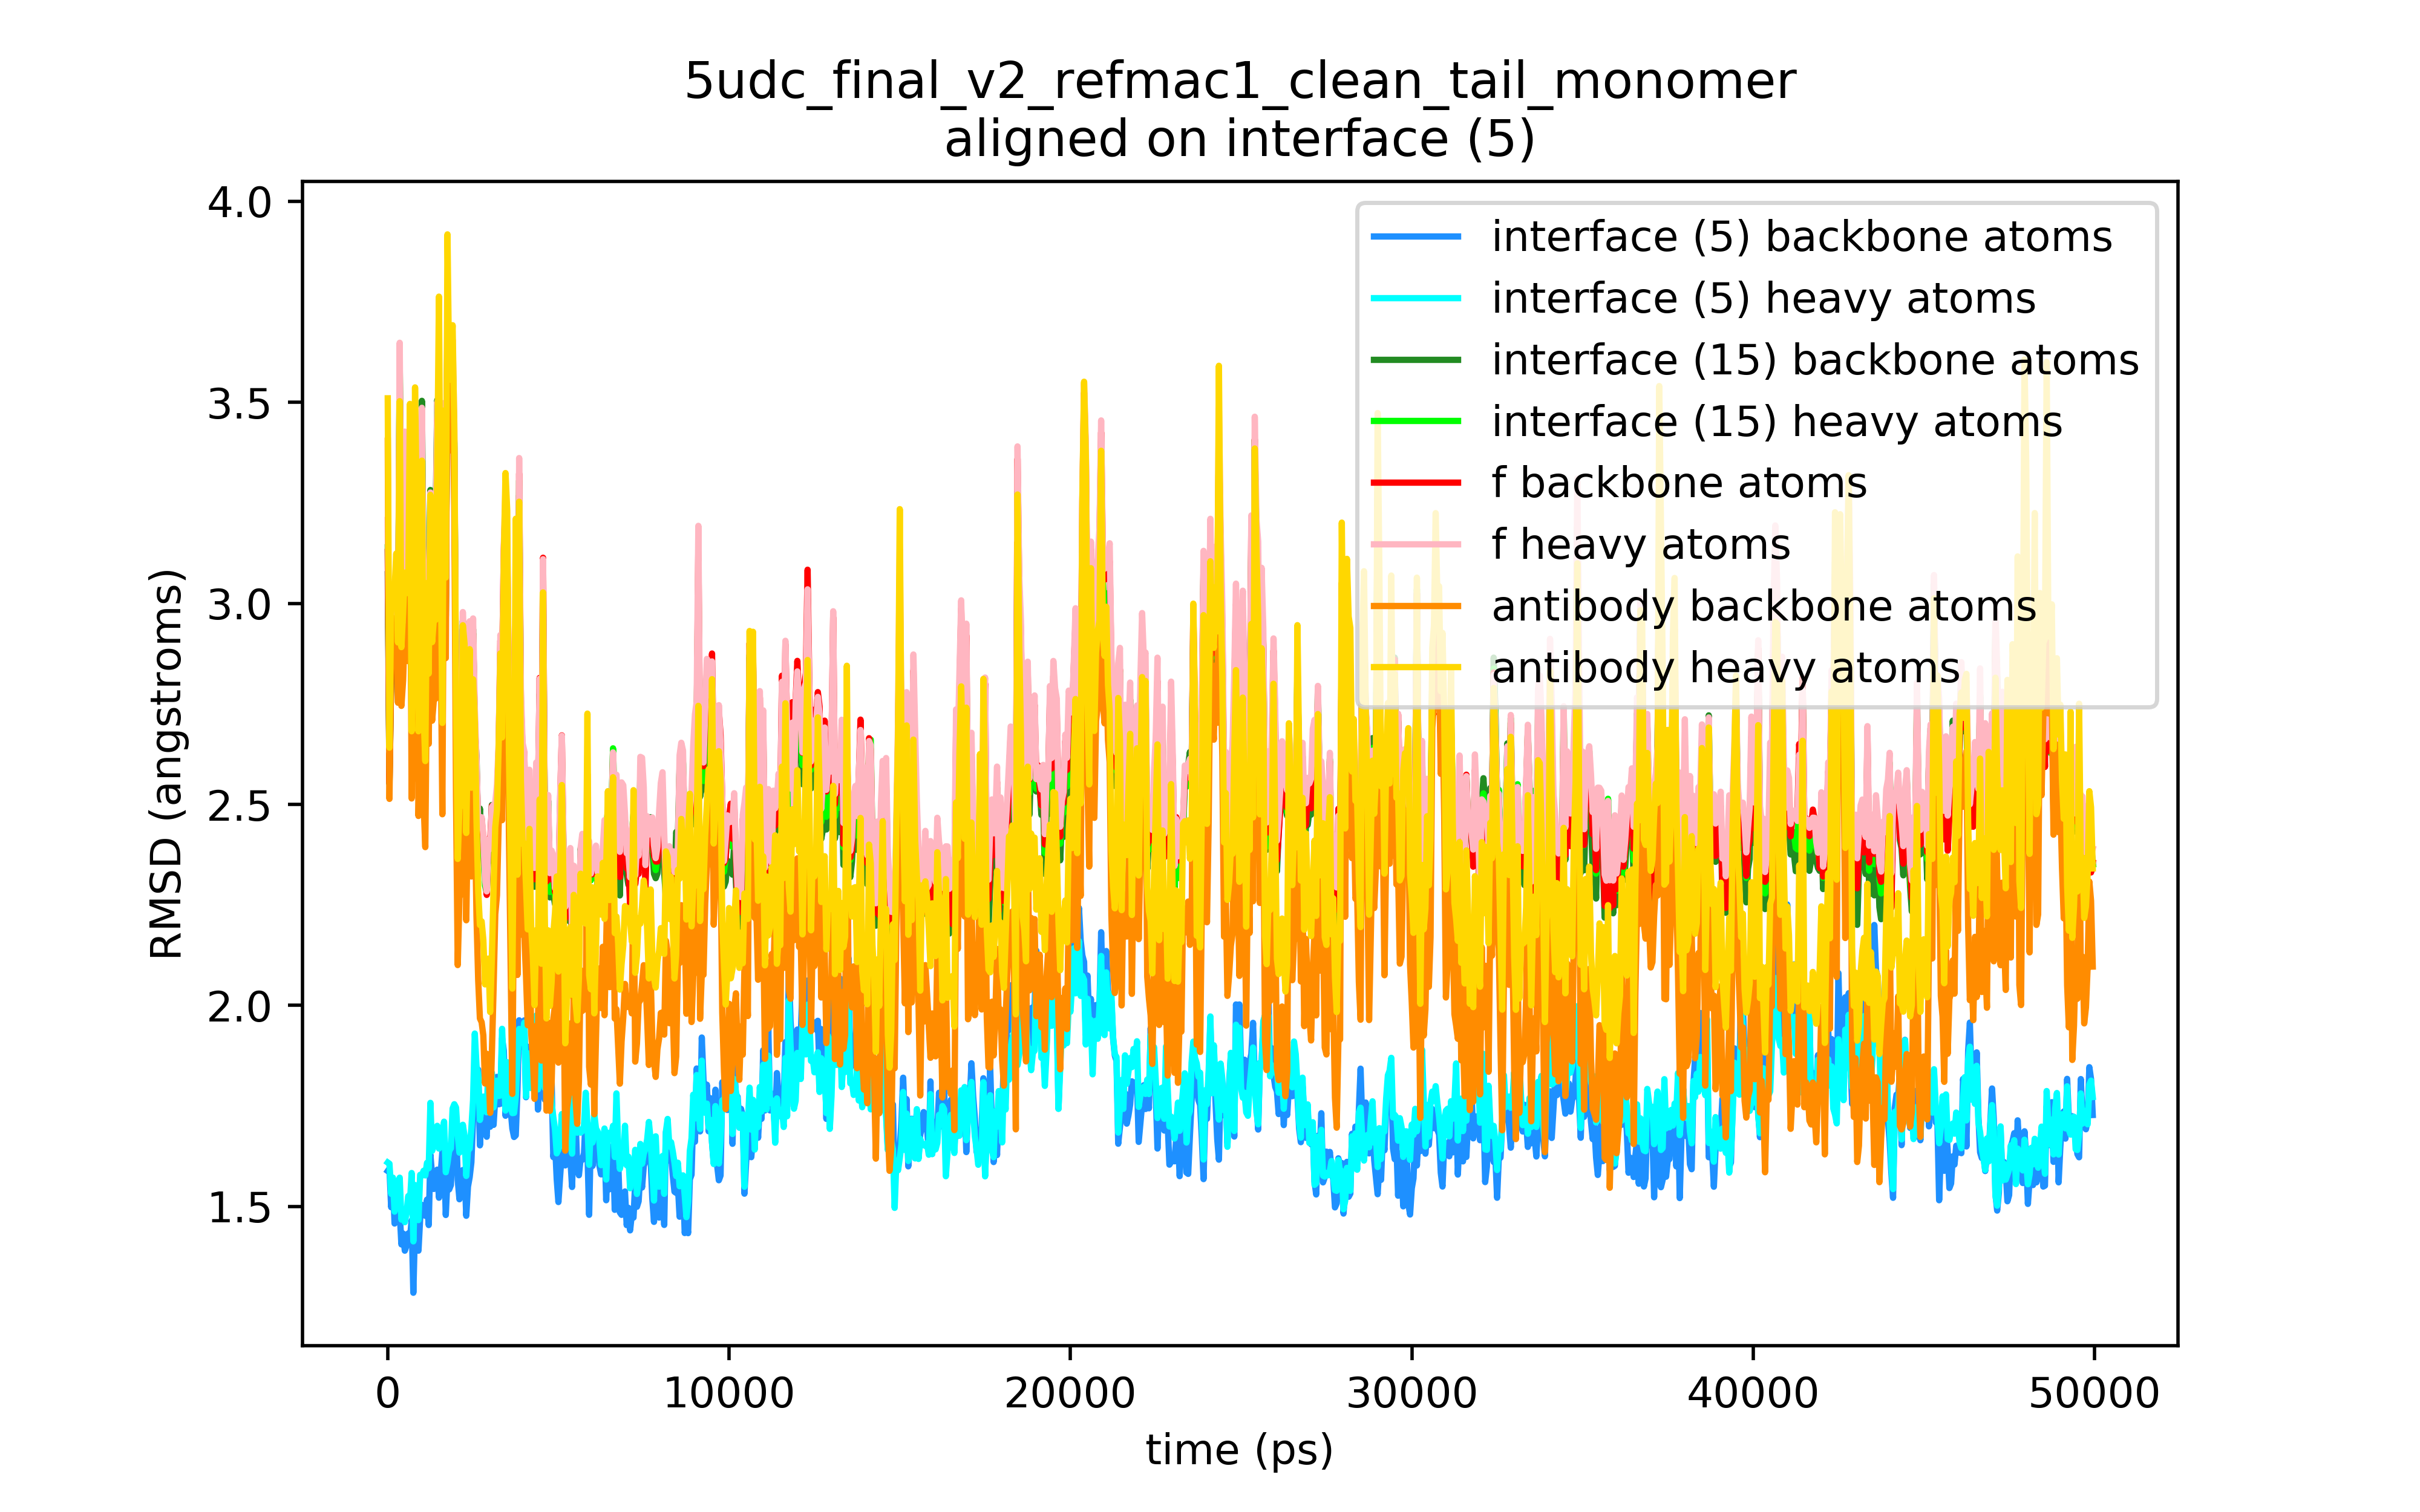 5udc_final_v2_refmac1_clean_tail_monomer
aligned on interface (5)
4.0
3.5
3.0
2.5
2.0
1.5
RMSD (angstroms)
interface (5) backbone atoms
interface (5) heavy atoms
interface (15) backbone atoms
interface (15) heavy atoms
f backbone atoms
f heavy atoms
antibody backbone atoms
antibody heavy atoms
0
10000
20000
30000
40000
50000
time (ps)